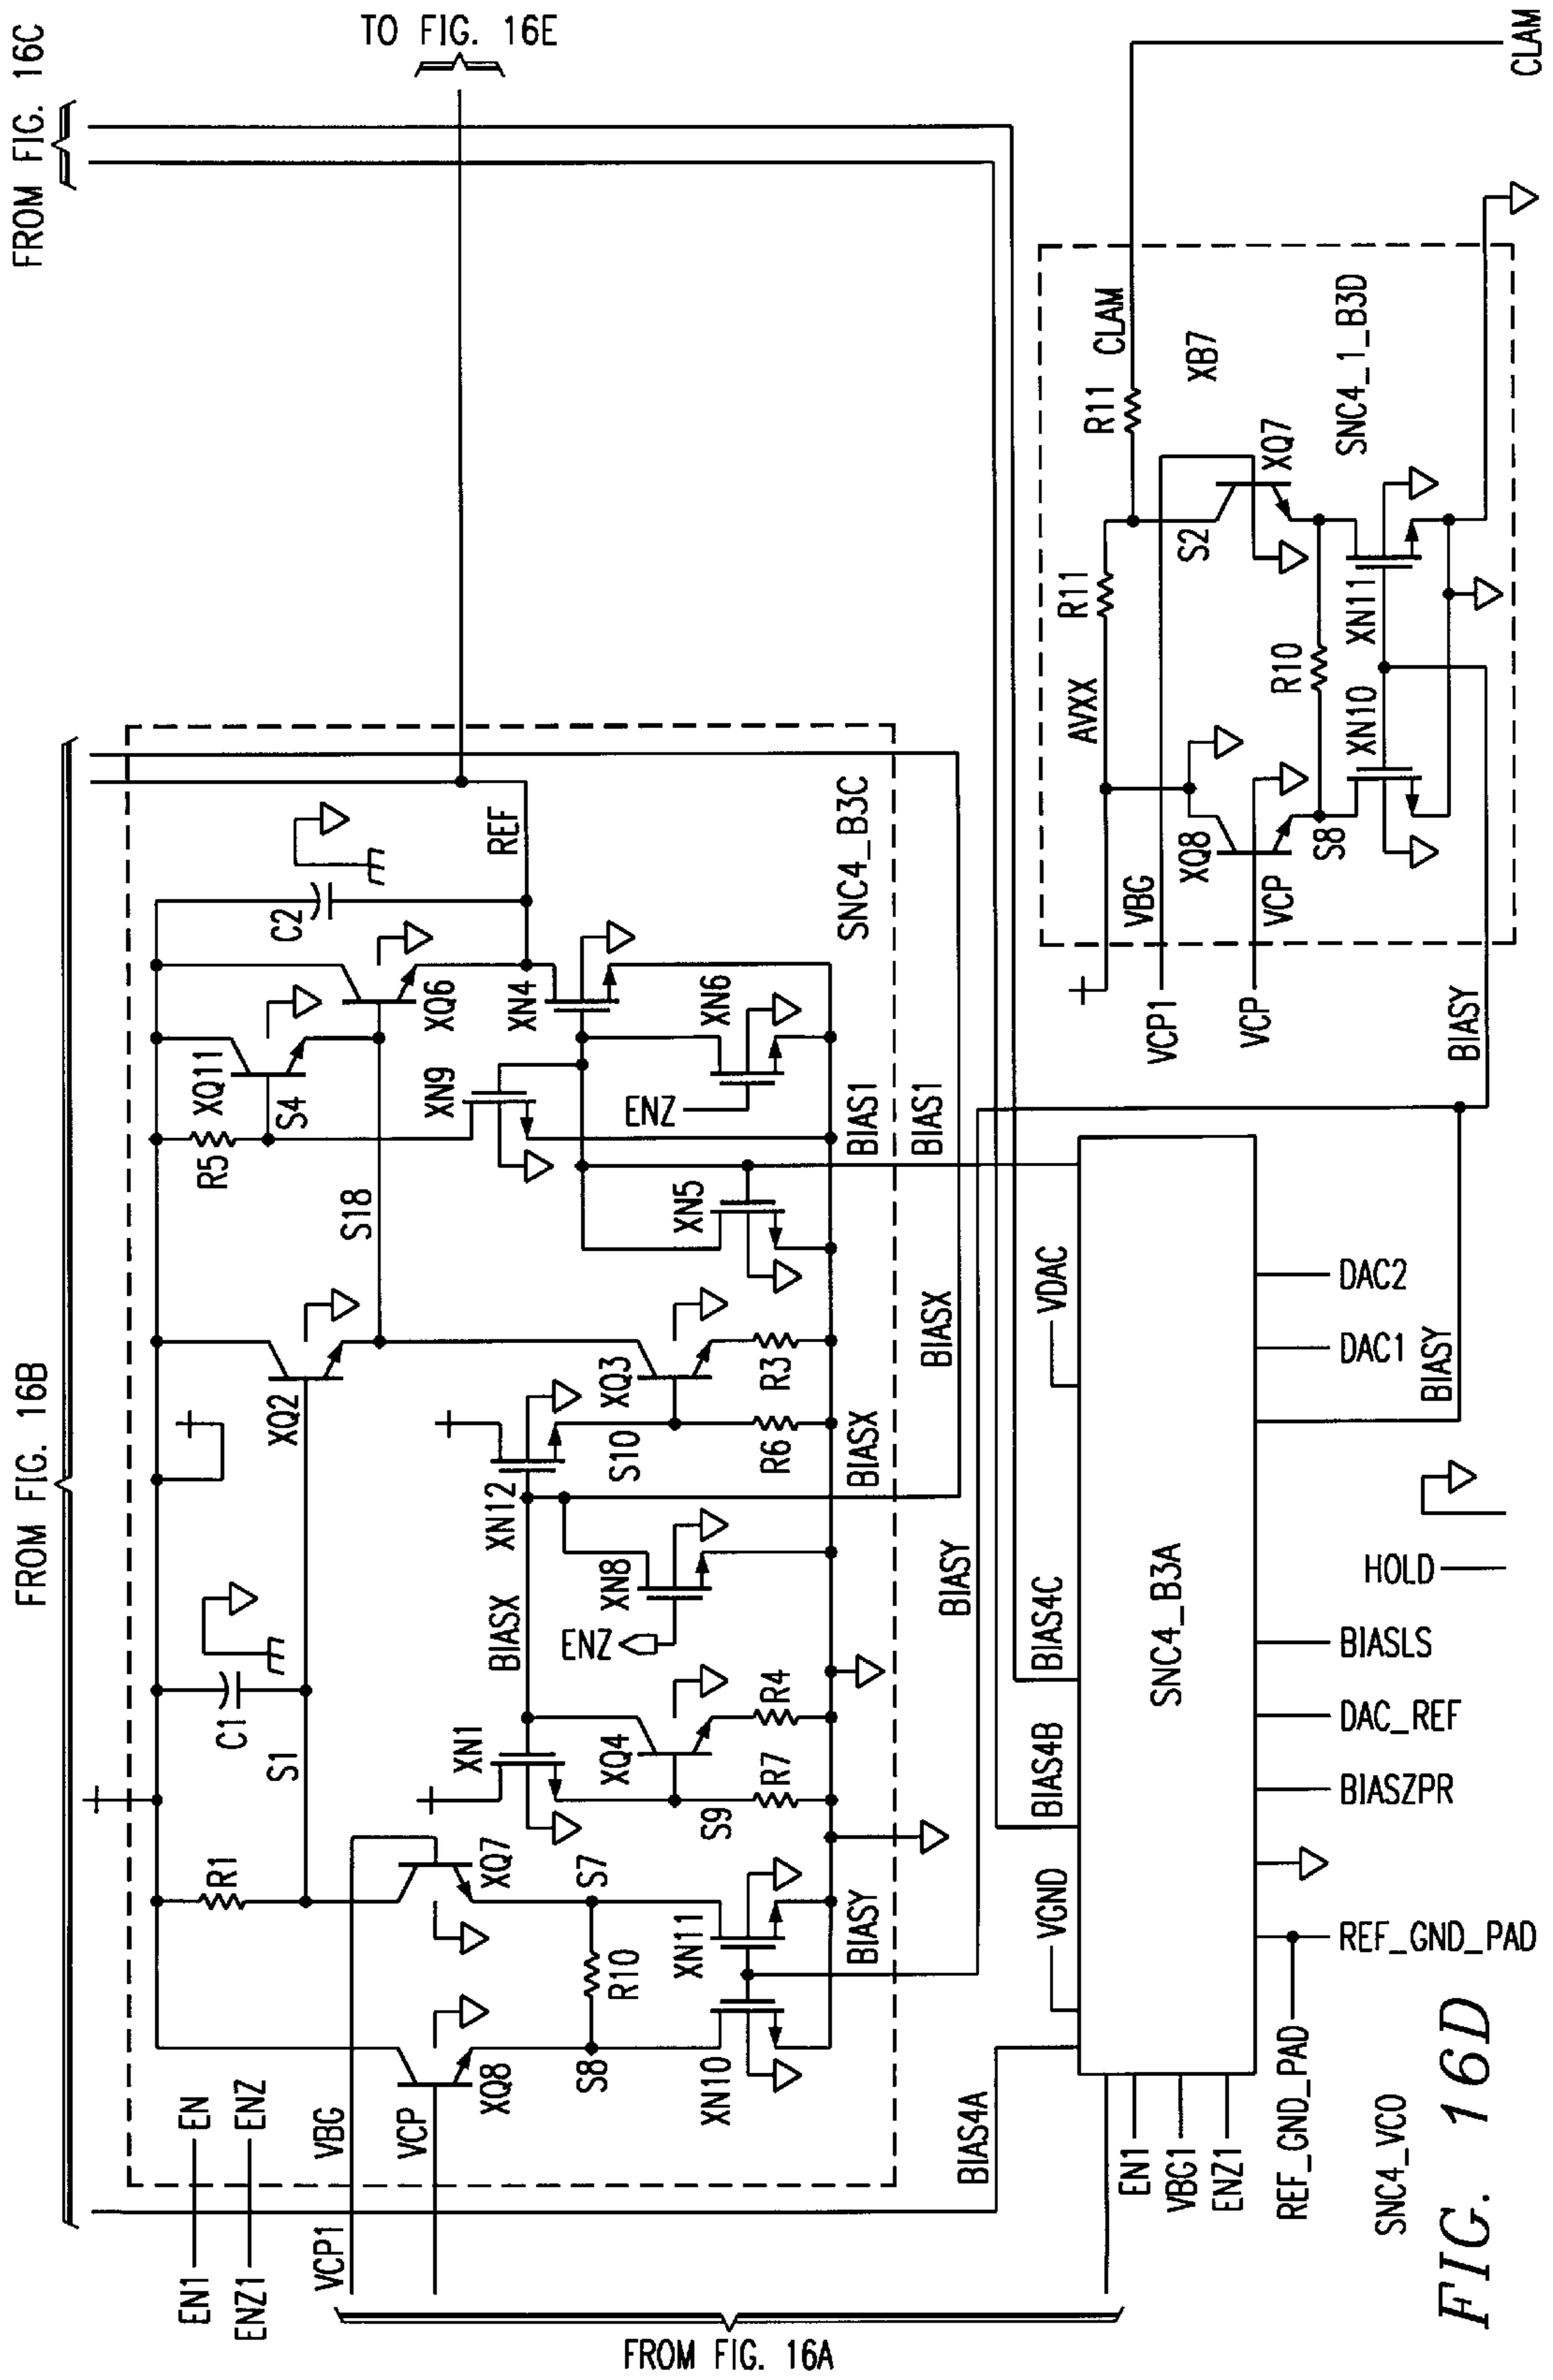 FROM FIG. 16C
TO FIG. 16E
FROM FIG. 16B
FROM FIG. 16A
EN1
EN
ENZ1
ENZ
VCP1
VBG
VCP
R1
S1
C1
XQ2
R5
XQ11
S4
C2
XQ6
S18
REF
XQ8
XQ7
XN1
BIASX
XN12
XN9
XN4
S8
R10
S7
XQ4
ENZ
XN8
S10
XQ3
ENZ
XN6
XN10
XN11
S9
R7
R4
R6
R3
XN5
BIASY
BIASX
BIAS1
SNC4_B3C
BIAS4A
BIASY
BIASX
BIAS1
VGND
BIAS4B
BIAS4C
VDAC
EN1
VBG1
ENZ1
SNC4_B3A
REF_GND_PAD
REF_GND_PAD
BIASZPR
DAC_REF
BIASLS
HOLD
BIASY
DAC1
DAC2
AVXX
R11
R11
CLAM
CLAM
VCP1
VBG
XQ8
S2
XB7
VCP
VCP
R10
XQ7
S8
XN10
XN11
SNC4_1_B3D
BIASY
SNC4_VCO
FIG. 16D